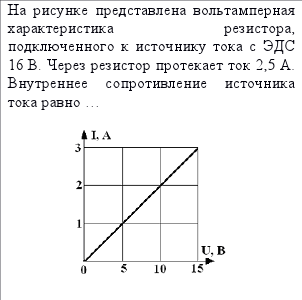 На рисунке представлена вольтамперная
характеристика резистора,
подключенного к источнику тока с ЭДС
16 В. Через резистор протекает ток 2,5 А.
Внутреннее сопротивление источника
тока равно …
I, А
3
2
1
U, В
0 5 10 15